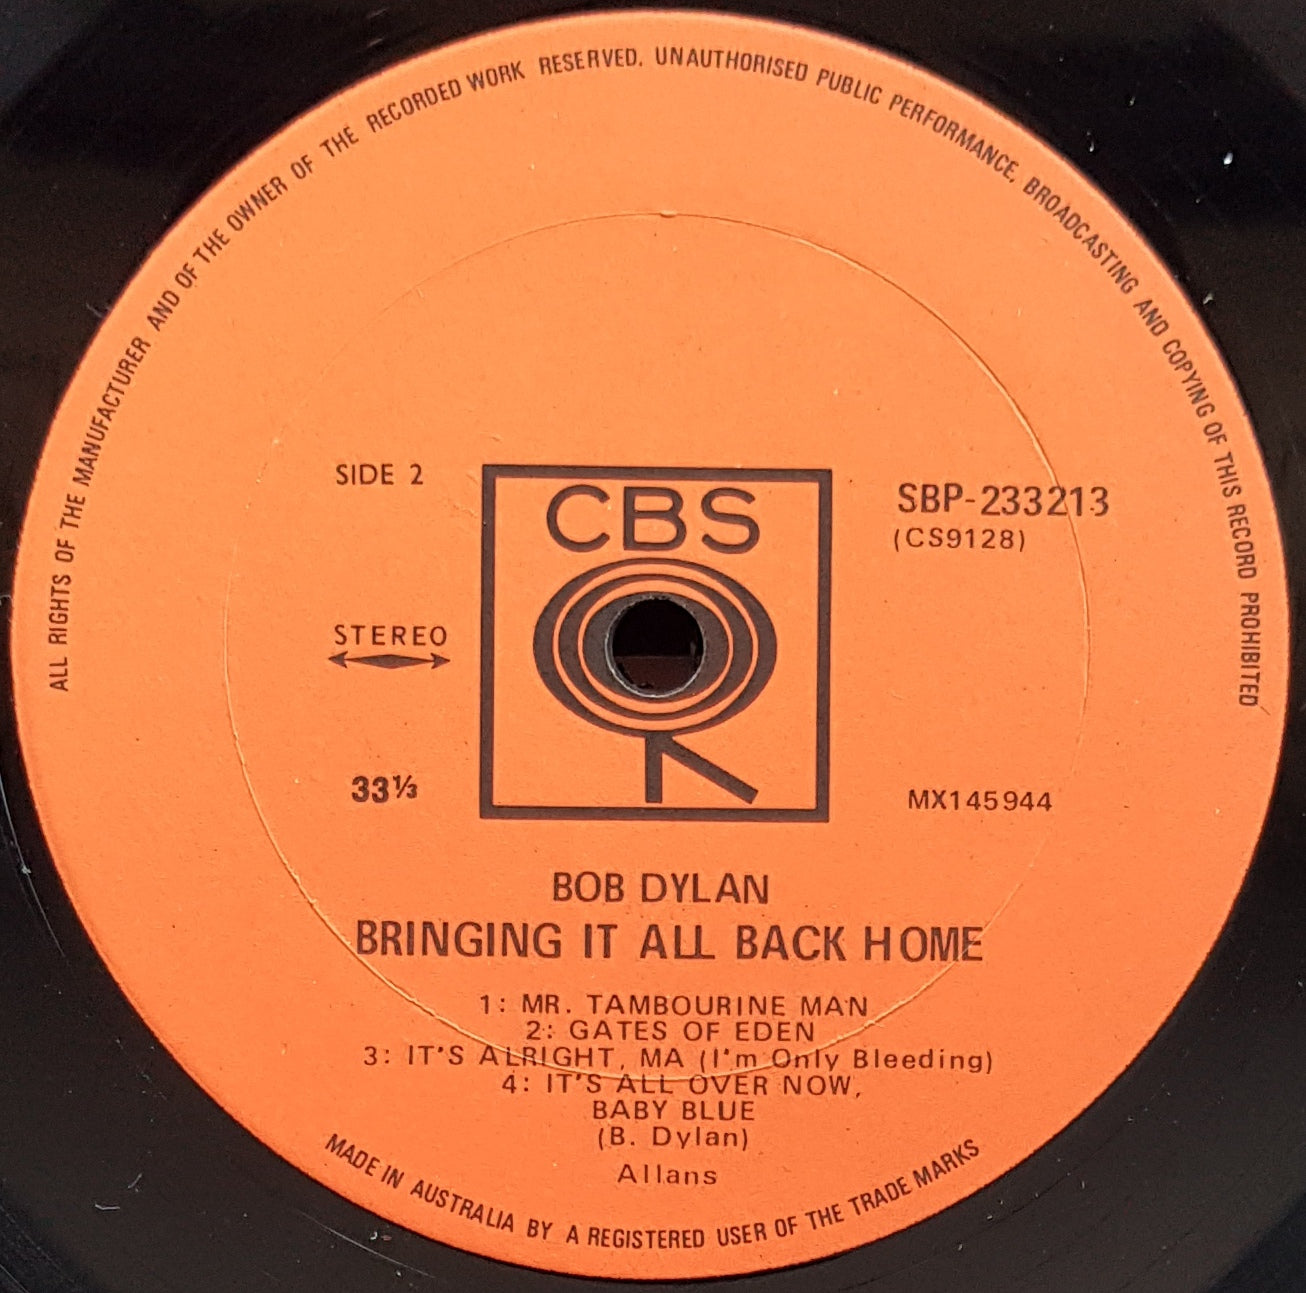 ALL RIGHTS OF THE MANUFACTURER AND OF THE OWNER OF THE RECORDED WORK RESERVED. UNAUTHORISED PUBLIC PERFORMANCE, BROADCASTING AND COPYING OF THIS RECORD PROHIBITED
SIDE 2
CBS
SBP-233213
(CS9128)
STEREO
33⅓
MX145944
BOB DYLAN
BRINGING IT ALL BACK HOME
1: MR. TAMBOURINE MAN
2: GATES OF EDEN
3: IT'S ALRIGHT, MA (I'm Only Bleeding)
4: IT'S ALL OVER NOW,
BABY BLUE
(B. Dylan)
Allans
MADE IN AUSTRALIA BY A REGISTERED USER OF THE TRADE MARKS